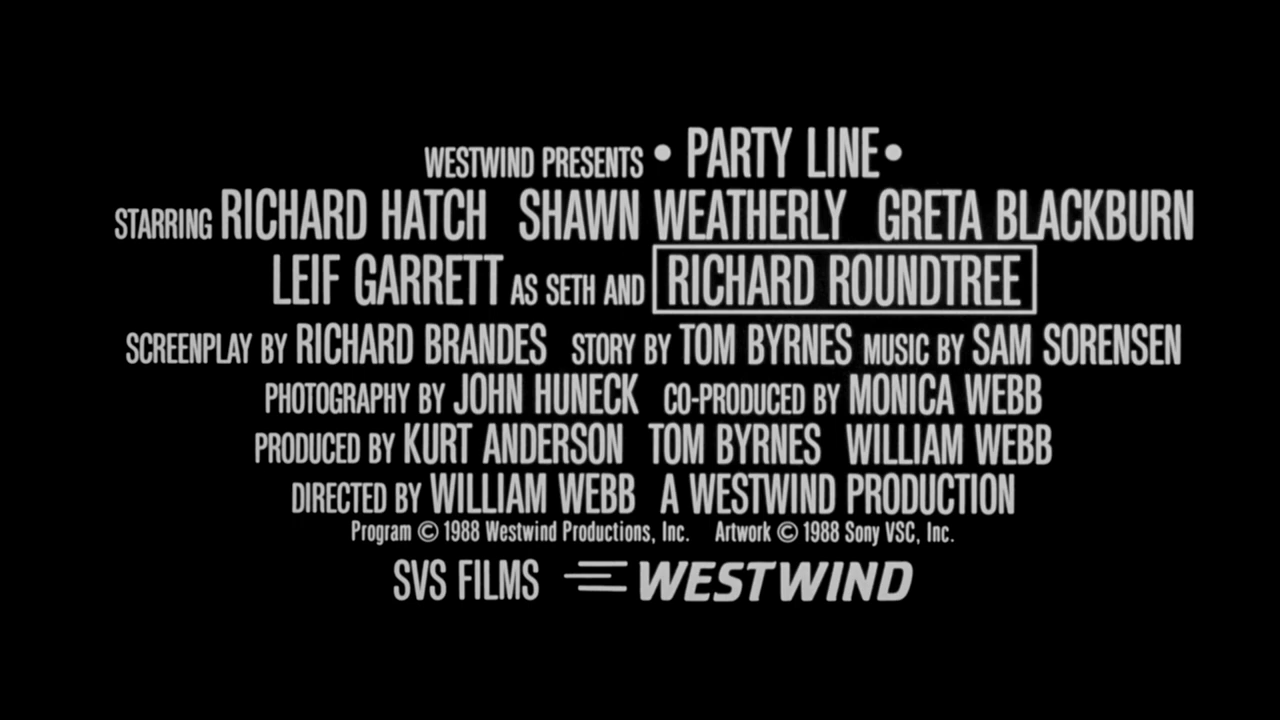 WESTWIND PRESENTS • PARTY LINE •
STARRING RICHARD HATCH SHAWN WEATHERLY GRETA BLACKBURN
LEIF GARRETT AS SETH AND RICHARD ROUNDTREE
SCREENPLAY BY RICHARD BRANDES STORY BY TOM BYRNES MUSIC BY SAM SORENSEN
PHOTOGRAPHY BY JOHN HUNECK CO-PRODUCED BY MONICA WEBB
PRODUCED BY KURT ANDERSON TOM BYRNES WILLIAM WEBB
DIRECTED BY WILLIAM WEBB A WESTWIND PRODUCTION
Program © 1988 Westwind Productions, Inc. Artwork © 1988 Sony VSC, Inc.
SVS FILMS WESTWIND